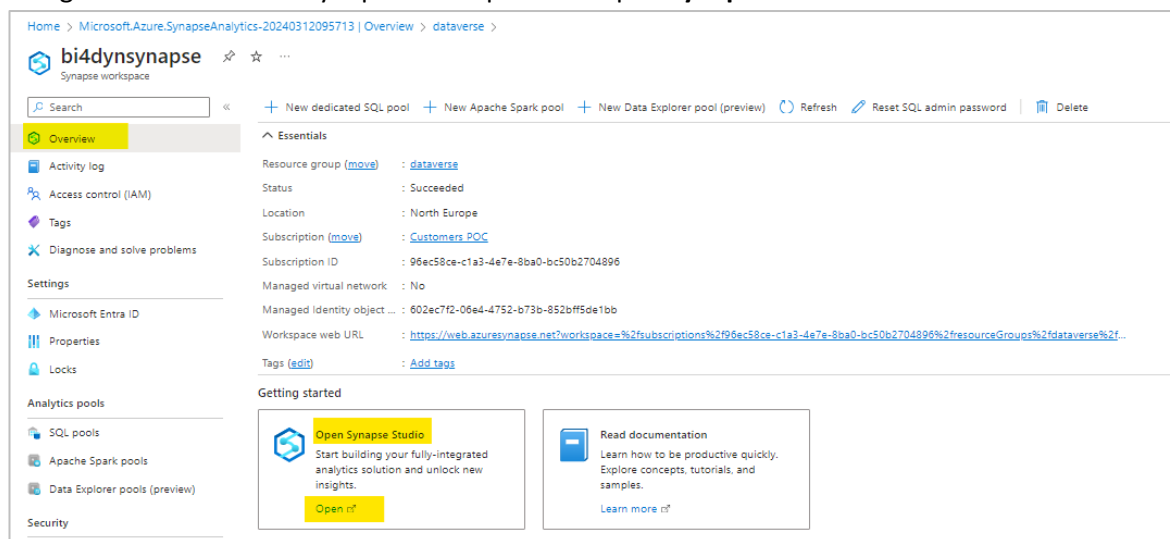 Home > Microsoft.Azure.SynapseAnalytics-20240312095713 | Overview > dataverse >
bi4dynsynapse
Synapse workspace
Search
New dedicated SQL pool New Apache Spark pool New Data Explorer pool (preview) Refresh Reset SQL admin password Delete
Overview
Activity log
Access control (IAM)
Tags
Diagnose and solve problems
Settings
Microsoft Entra ID
Properties
Locks
Analytics pools
SQL pools
Apache Spark pools
Data Explorer pools (preview)
Security
Essentials
Resource group (move) : dataverse
Status : Succeeded
Location : North Europe
Subscription (move) : Customers POC
Subscription ID : 96ec58ce-c1a3-4e7e-8ba0-bc50b2704896
Managed virtual network : No
Managed Identity object ... : 602ec7f2-06e4-4752-b73b-852bff5de1bb
Workspace web URL : https://web.azuresynapse.net?workspace=%2fsubscriptions%2f96ec58ce-c1a3-4e7e-8ba0-bc50b2704896%2fresourceGroups%2fdataverse%2f...
Tags (edit) : Add tags
Getting started
Open Synapse Studio
Start building your fully-integrated
analytics solution and unlock new
insights.
Open
Read documentation
Learn how to be productive quickly.
Explore concepts, tutorials, and
samples.
Learn more